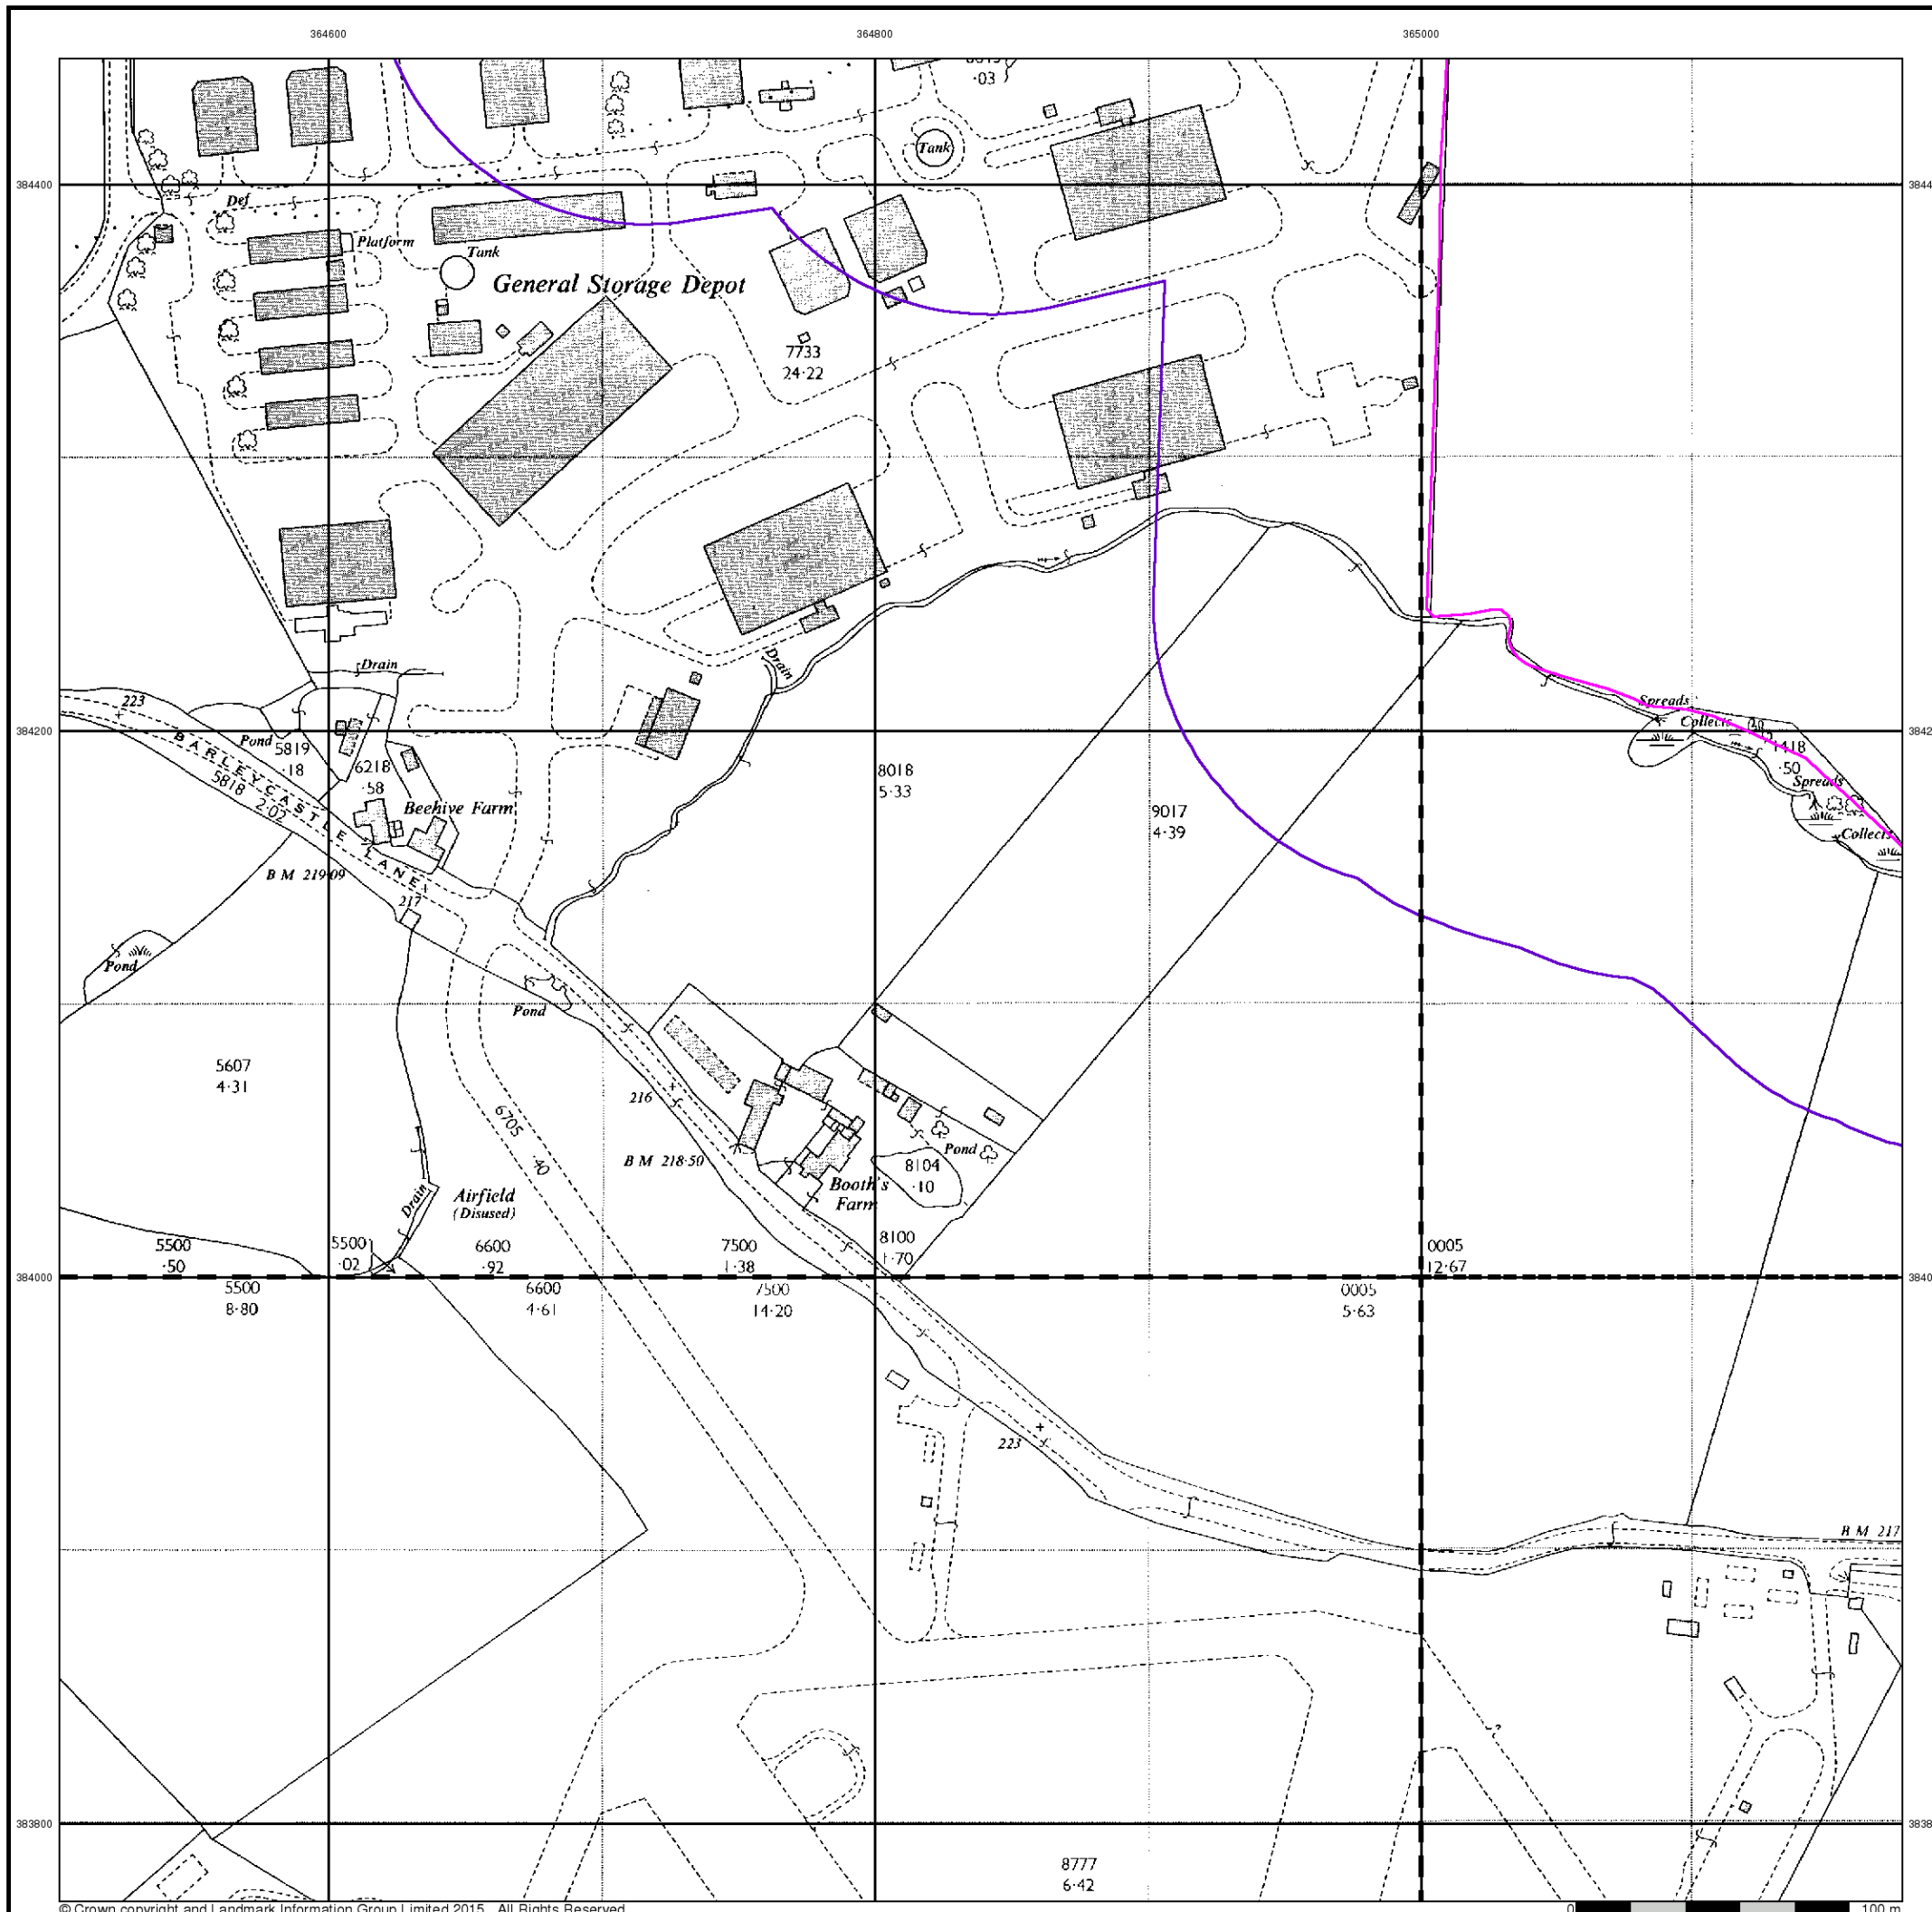 364600
364800
365000
·03
Tank
384400
Def
Platform
Tank
General Storage Depot
7733
24·22
Drain
Drain
223
Spreads
Collects
384200
Pond
5819
·18
BARLEYCASTLE LANE
5818
2·02
6218
·58
8018
5·33
1418
·50
Spreads
Beehive Farm
9017
4·39
Collects
B M 219·09
217
Pond
Pond
5607
4·31
216
6705
·40
B M 218·50
Pond
8104
·10
Booth's
Farm
Drain
Airfield
(Disused)
5500
·50
5500
·02
6600
·92
7500
1·38
8100
1·70
0005
12·67
384000
5500
8·80
6600
4·61
7500
14·20
0005
5·63
223
B M 217
383800
8777
6·42
© Crown copyright and Landmark Information Group Limited 2015. All Rights Reserved.
0
100 m